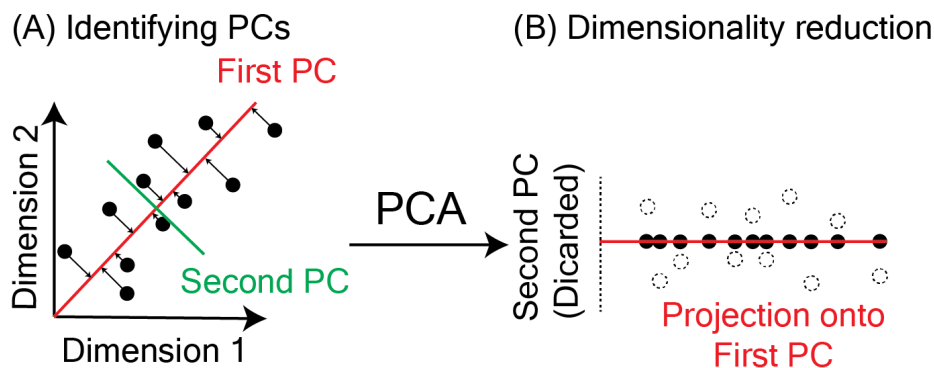 (A) Identifying PCs
First PC
Dimension 2
Second PC
Dimension 1
PCA
(B) Dimensionality reduction
Second PC
(Dicarded)
Projection onto
First PC